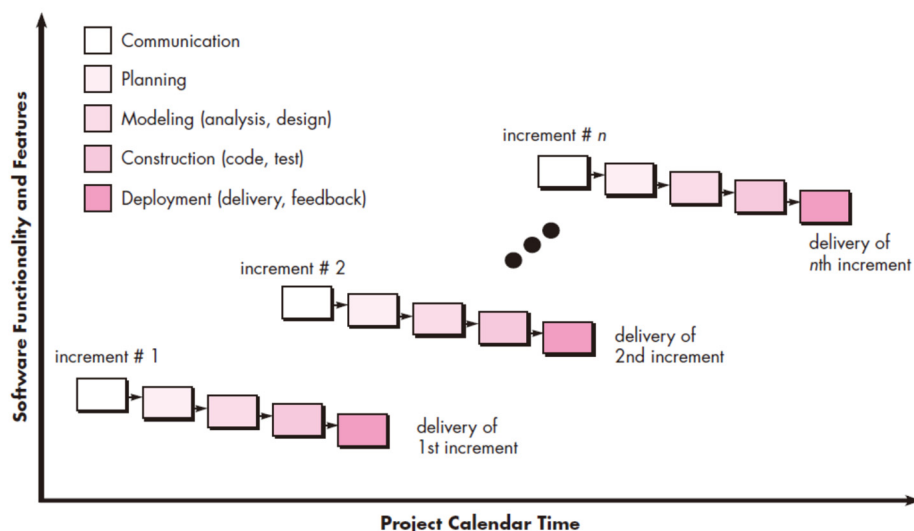 Software Functionality and Features
Communication
Planning
Modeling (analysis, design)
Construction (code, test)
Deployment (delivery, feedback)
increment # n
delivery of
nth increment
increment # 2
delivery of
2nd increment
increment # 1
delivery of
1st increment
Project Calendar Time